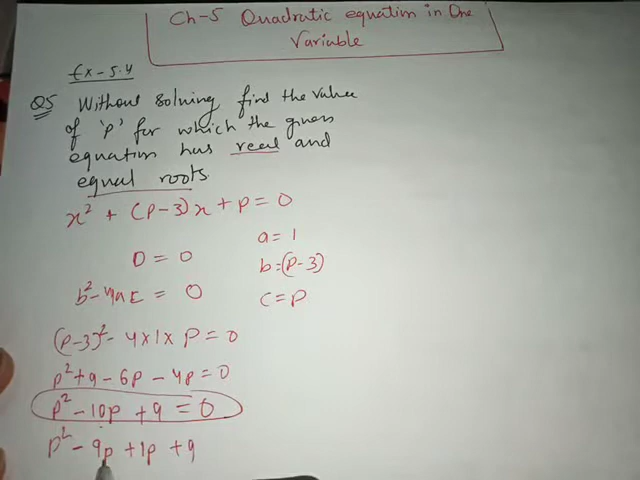 Ch-5 Quadratic equation in One
Variable
Ex-5.4
Q5 Without solving find the value
of 'p' for which the given
equation has real and
equal roots.
x² + (P-3)x + p = 0
D = 0
a = 1
b² - 4ac = 0
b = (P-3)
c = P
(P-3)² - 4×1× P = 0
P² + 9 - 6P - 4P = 0
P² - 10P + 9 = 0
P² - 9p + 1p + 9